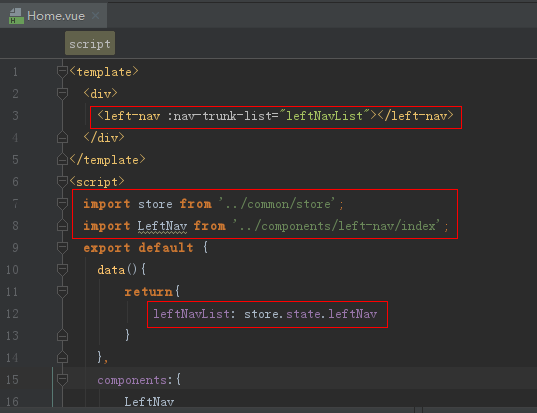 Home.vue
script
1 <template>
2 <div>
3 <left-nav :nav-trunk-list="leftNavList"></left-nav>
4 </div>
5 </template>
6 <script>
7 import store from '../common/store';
8 import LeftNav from '../components/left-nav/index';
9 export default {
10 data(){
11 return{
12 leftNavList: store.state.leftNav
13 }
14 },
15 components:{
16 LeftNav